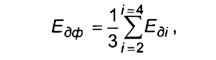 E_{дф} = \frac{1}{3} \sum_{i=2}^{i=4} E_{дi},